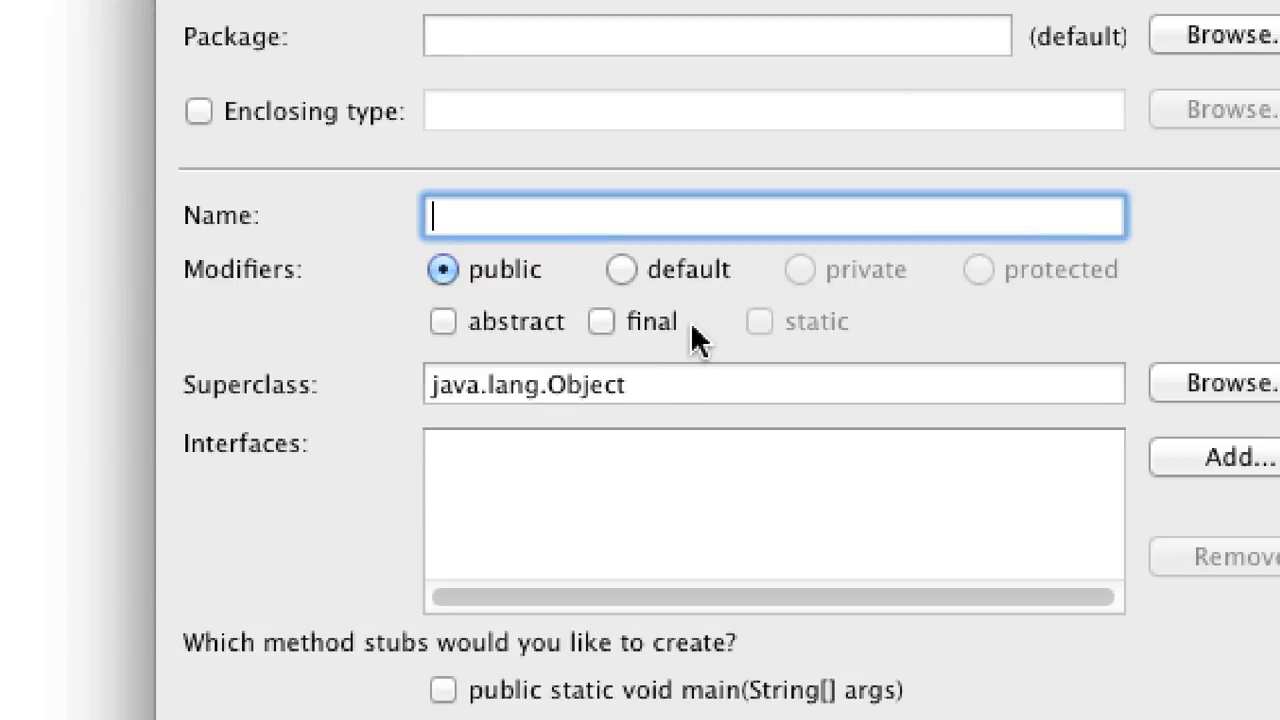 Package: (default) Browse.
Enclosing type: Browse.
Name:
Modifiers: public default private protected
abstract final static
Superclass: java.lang.Object Browse.
Interfaces: Add...
Remove
Which method stubs would you like to create?
public static void main(String[] args)